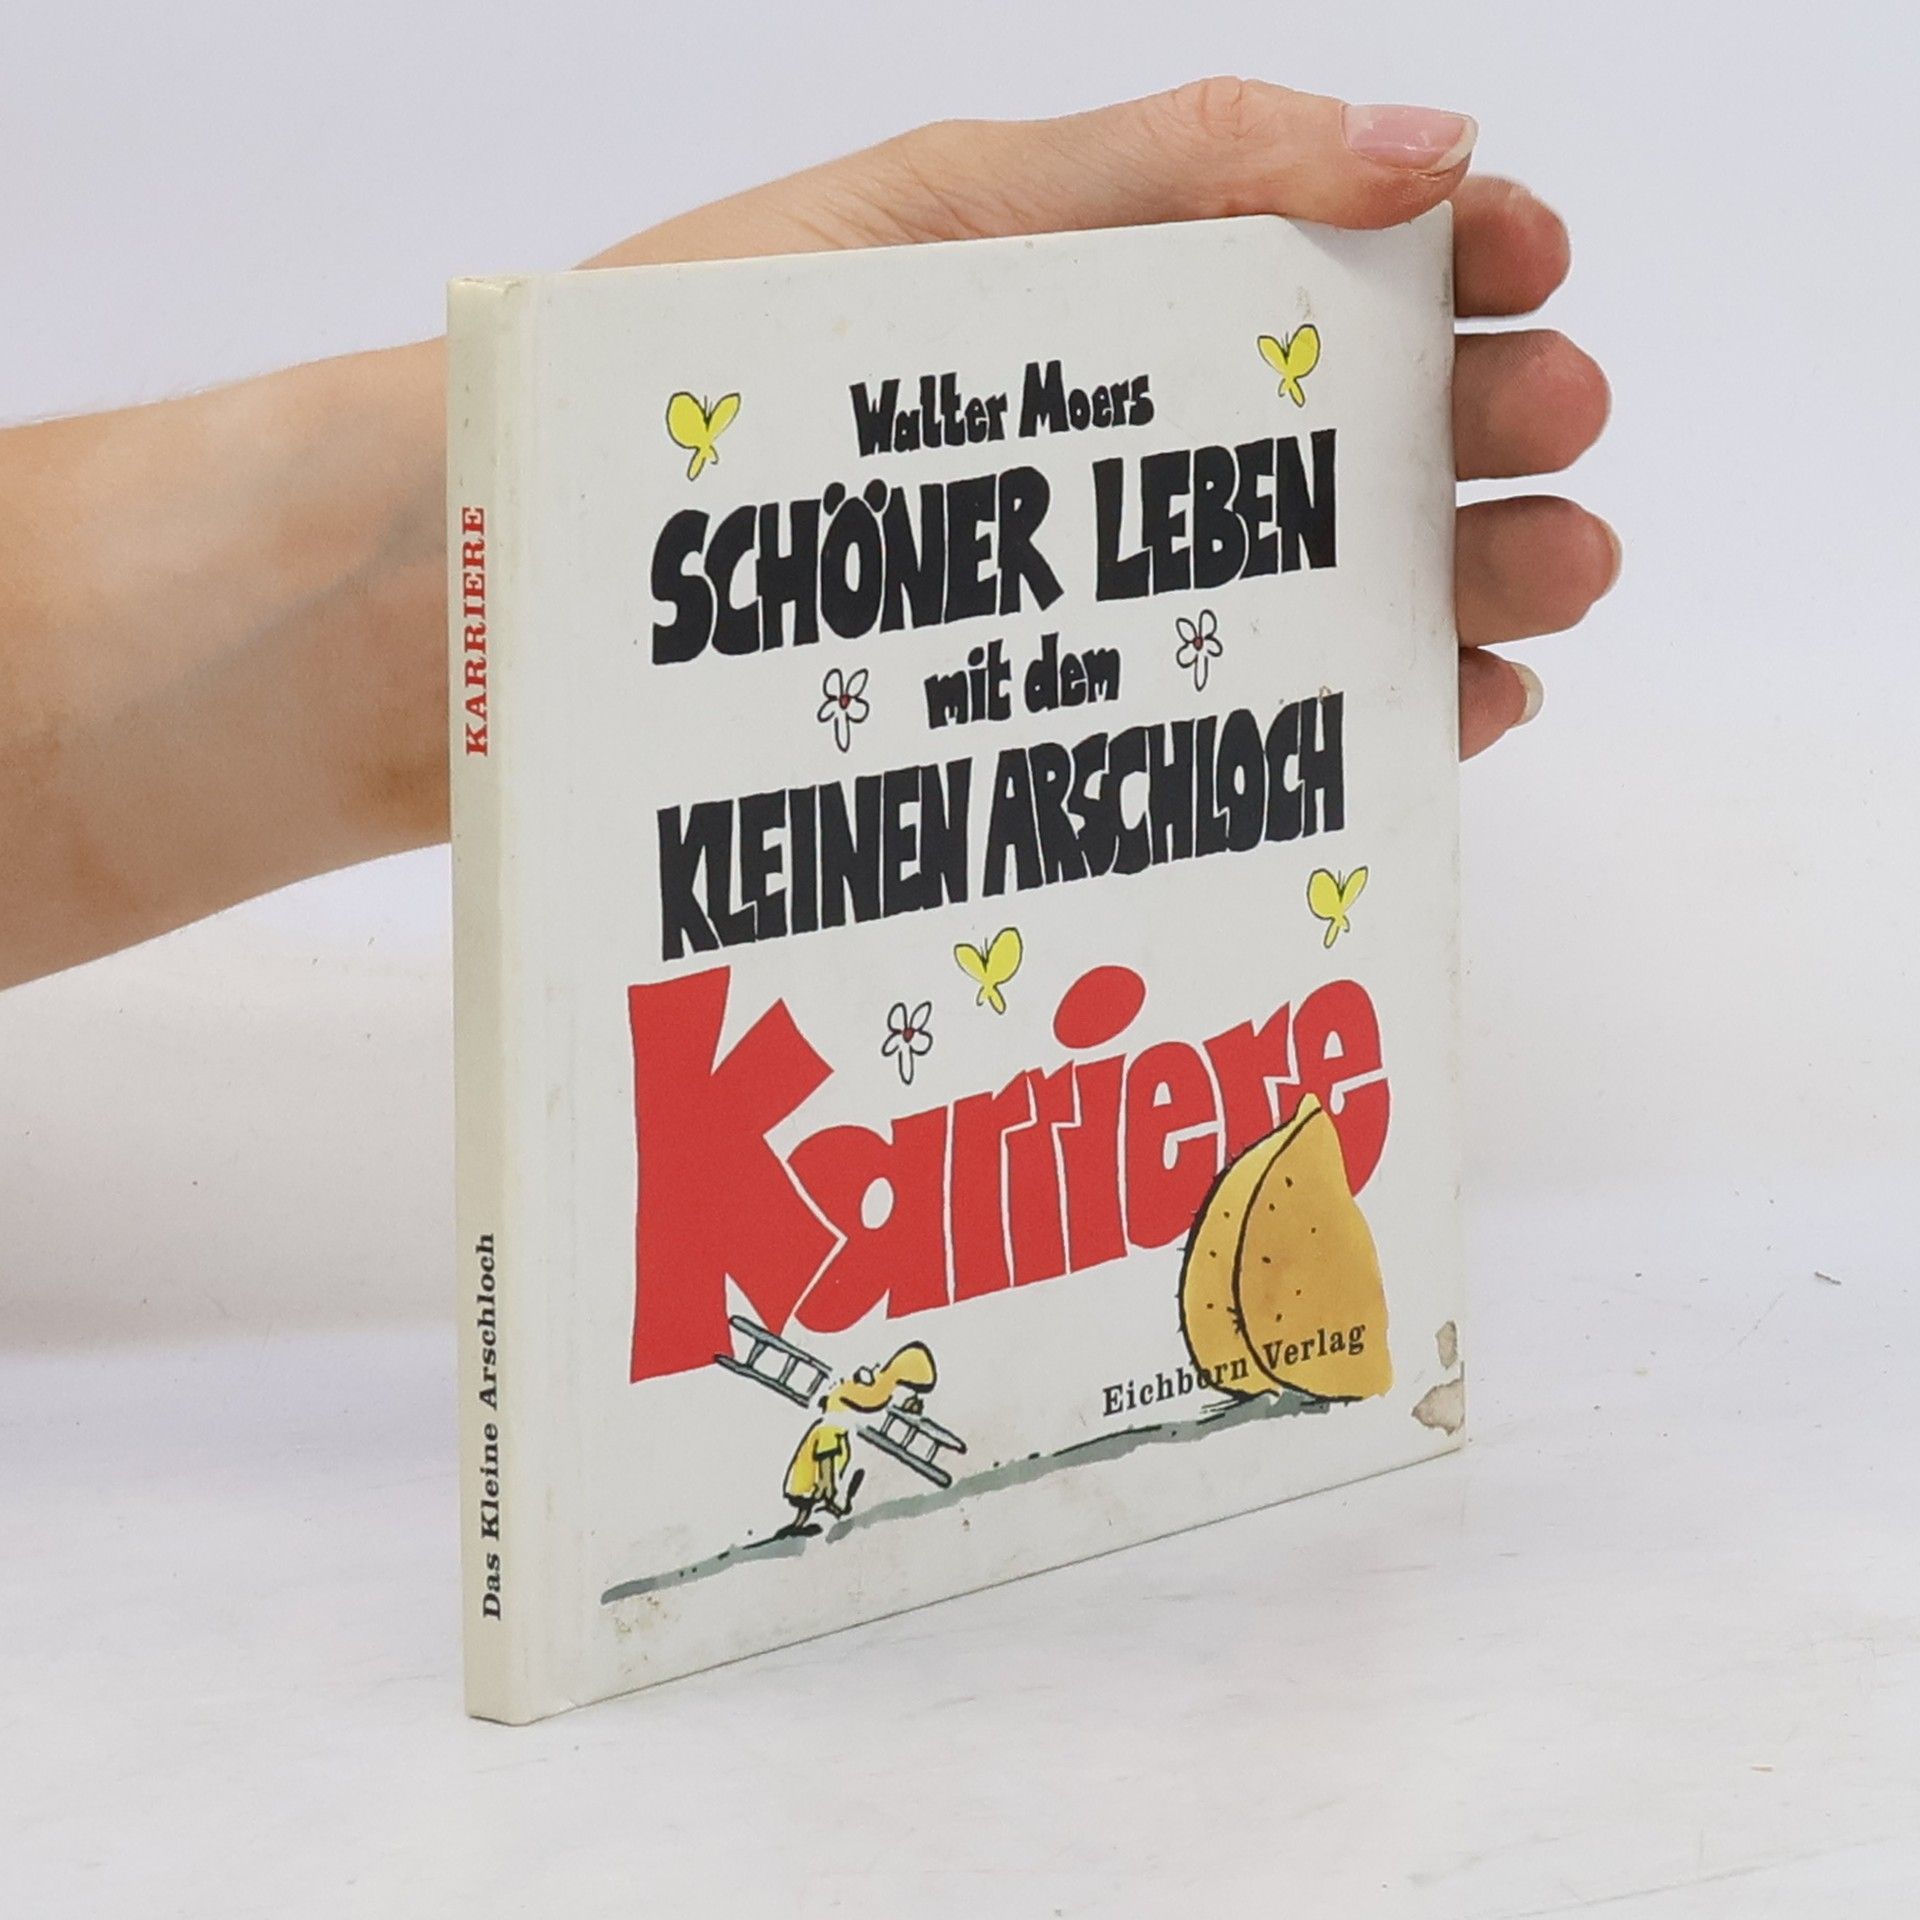 KARRIERE
Das Kleine Arschloch
Walter Moers
SCHÖNER LEBEN
mit dem
KLEINEN ARSCHLOCH
Karriere
Eichborn Verlag